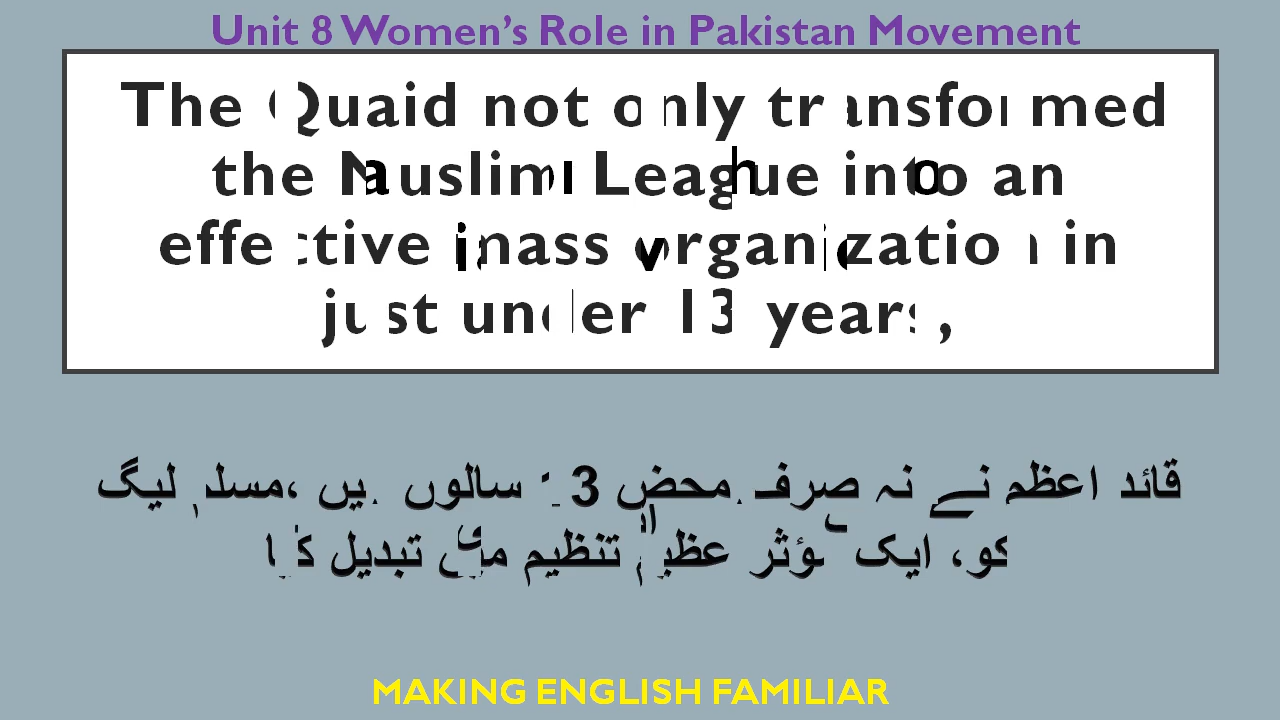 Unit 8 Women's Role in Pakistan Movement
The Quaid not only transformed
the Muslim League into an
effective mass organization in
just under 13 years,
قائد اعظم نے نہ صرف محض 13 سالوں میں ،مسلم لیگ
کو، ایک مؤثر عظیم تنظیم میں تبدیل کیا
MAKING ENGLISH FAMILIAR